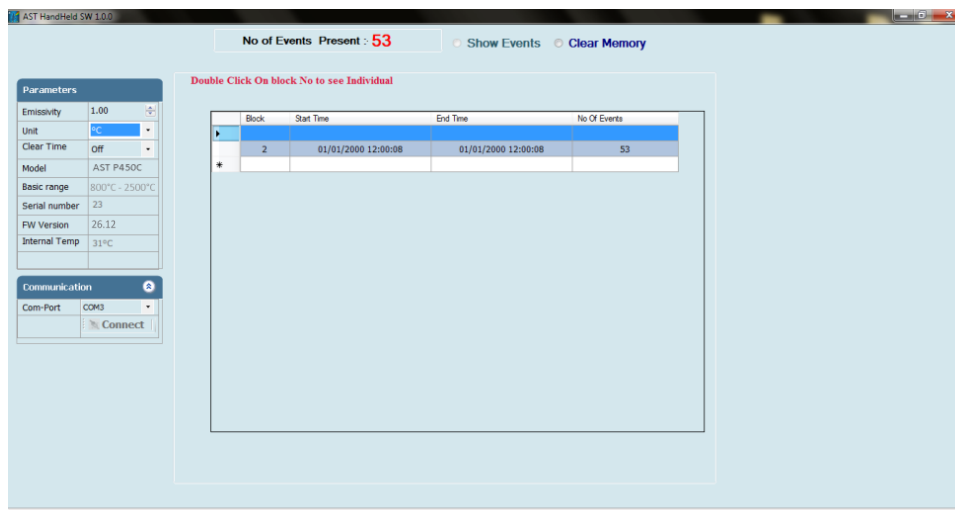 AST HandHeld SW 1.0.0
No of Events Present : 53
Show Events
Clear Memory
Double Click On block No to see Individual
Parameters
Emissivity 1.00
Unit °C
Clear Time Off
Model AST P450C
Basic range 800°C - 2500°C
Serial number 23
FW Version 26.12
Internal Temp 31°C
Communication
Com-Port COM3
Connect
Block Start Time End Time No Of Events
2 01/01/2000 12:00:08 01/01/2000 12:00:08 53